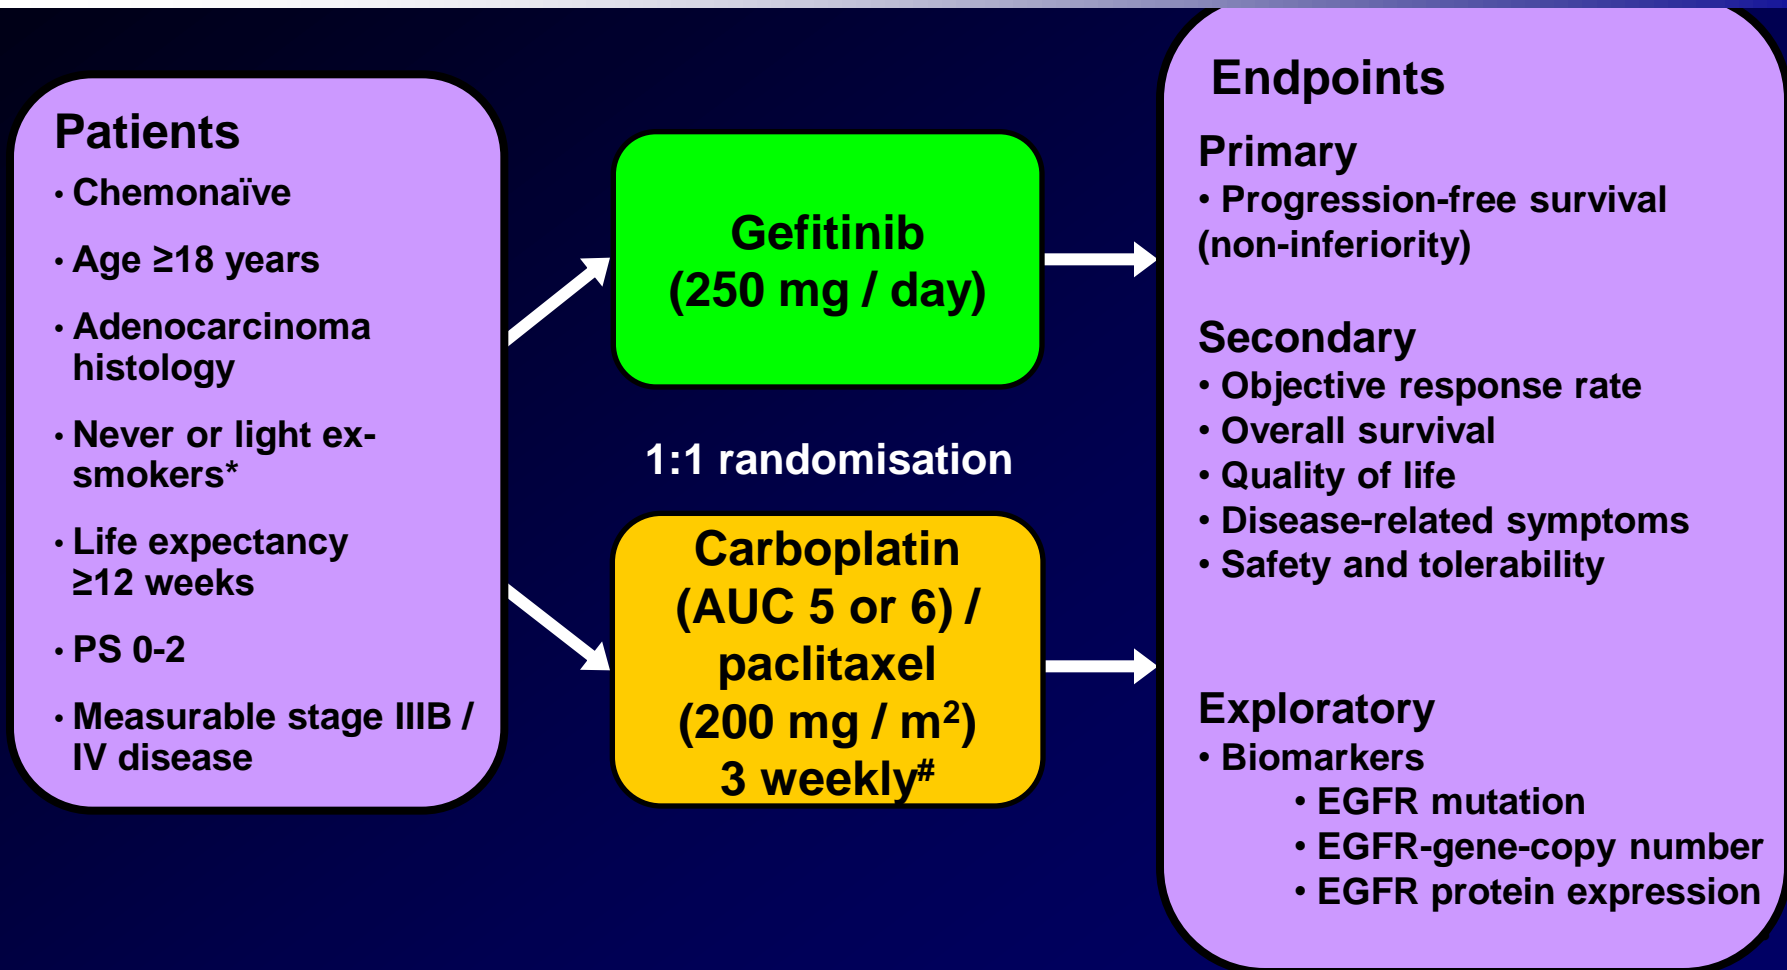 Patients
• Chemonaïve
• Age ≥18 years
• Adenocarcinoma
histology
• Never or light ex-
smokers*
• Life expectancy
≥12 weeks
• PS 0-2
• Measurable stage IIIB /
IV disease
Gefitinib
(250 mg / day)
1:1 randomisation
Carboplatin
(AUC 5 or 6) /
paclitaxel
(200 mg / m²)
3 weekly#
Endpoints
Primary
• Progression-free survival
(non-inferiority)
Secondary
• Objective response rate
• Overall survival
• Quality of life
• Disease-related symptoms
• Safety and tolerability
Exploratory
• Biomarkers
• EGFR mutation
• EGFR-gene-copy number
• EGFR protein expression